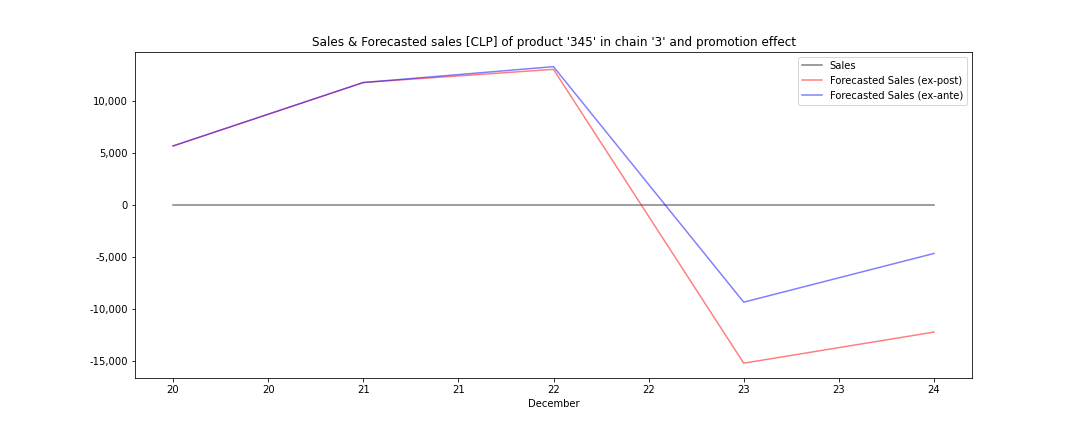 Sales & Forecasted sales [CLP] of product '345' in chain '3' and promotion effect
Sales
Forecasted Sales (ex-post)
Forecasted Sales (ex-ante)
10,000
5,000
0
-5,000
-10,000
-15,000
20 20 21 21 22 22 23 23 24
December